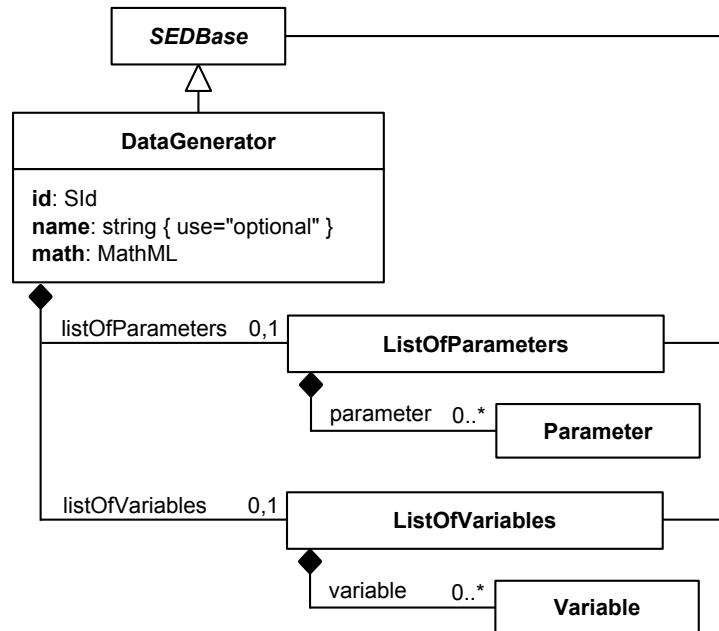 SEDBase
DataGenerator
id: SId
name: string { use="optional" }
math: MathML
listOfParameters 0,1
ListOfParameters
parameter 0..*
Parameter
listOfVariables 0,1
ListOfVariables
variable 0..*
Variable